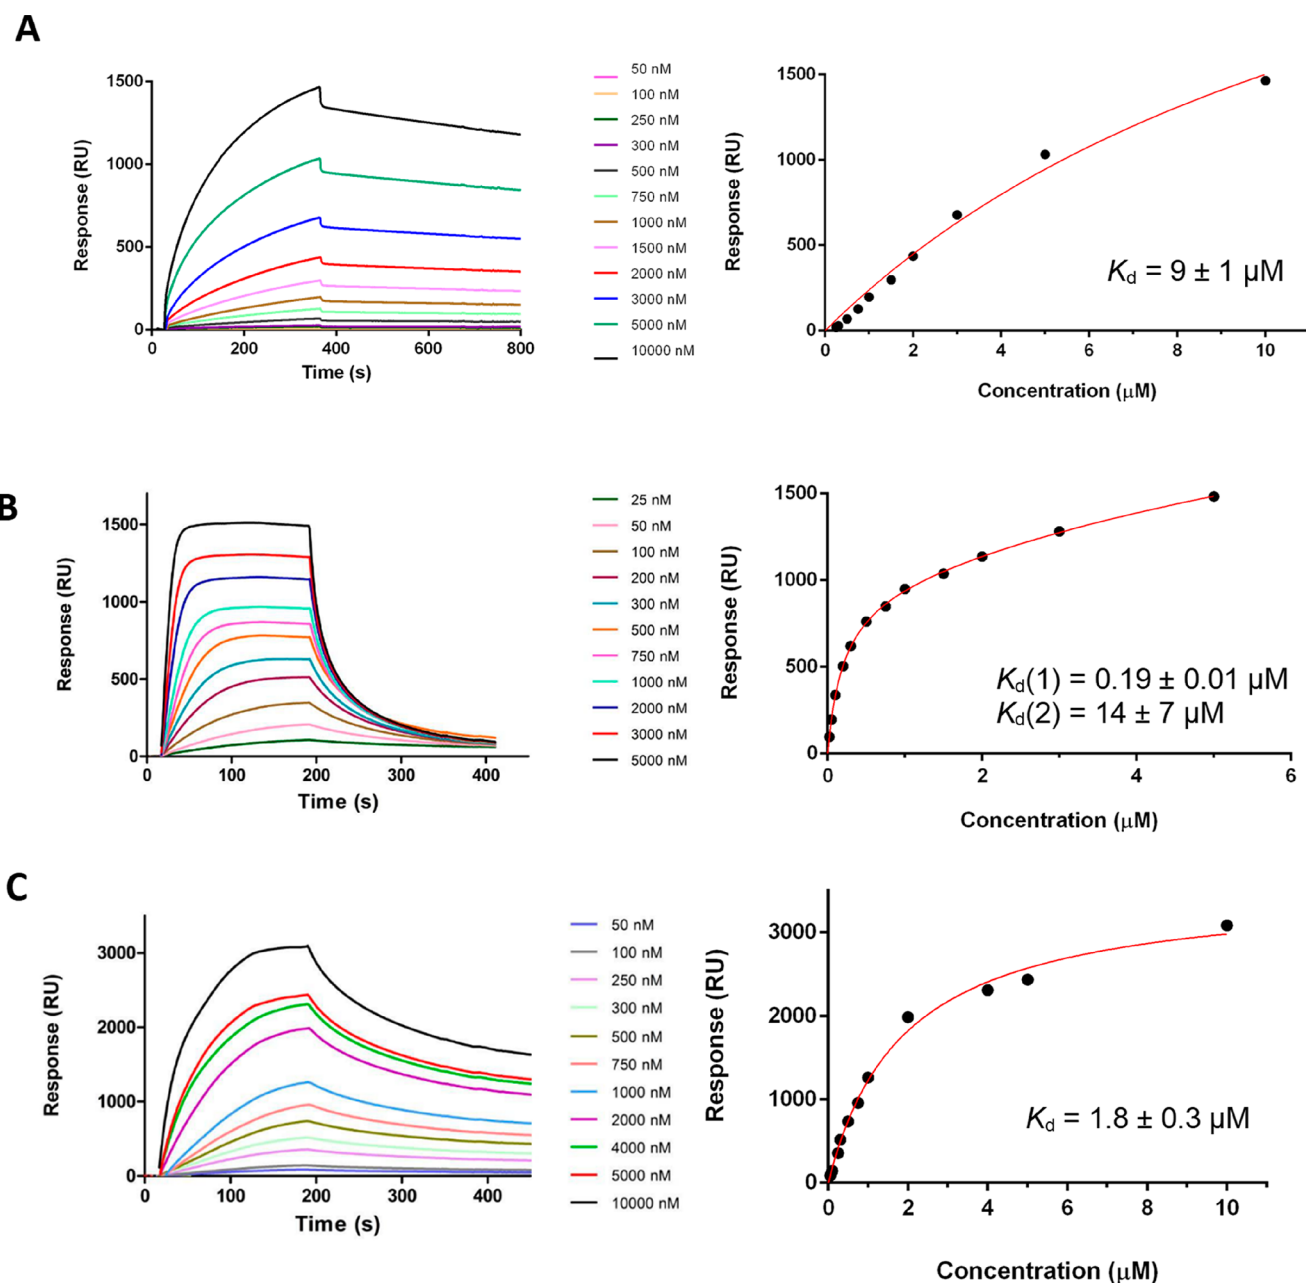 A
1500
1000
500
0
0 200 400 600 800
Response (RU)
Time (s)
50 nM
100 nM
250 nM
300 nM
500 nM
750 nM
1000 nM
1500 nM
2000 nM
3000 nM
5000 nM
10000 nM
1500
1000
500
0
0 2 4 6 8 10
Response (RU)
Concentration (µM)
Kd = 9 ± 1 µM
B
1500
1000
500
0
0 100 200 300 400
Response (RU)
Time (s)
25 nM
50 nM
100 nM
200 nM
300 nM
500 nM
750 nM
1000 nM
2000 nM
3000 nM
5000 nM
1500
1000
500
0
0 2 4 6
Response (RU)
Concentration (µM)
Kd(1) = 0.19 ± 0.01 µM
Kd(2) = 14 ± 7 µM
C
3000
2000
1000
0
0 100 200 300 400
Response (RU)
Time (s)
50 nM
100 nM
250 nM
300 nM
500 nM
750 nM
1000 nM
2000 nM
4000 nM
5000 nM
10000 nM
3000
2000
1000
0
0 2 4 6 8 10
Response (RU)
Concentration (µM)
Kd = 1.8 ± 0.3 µM